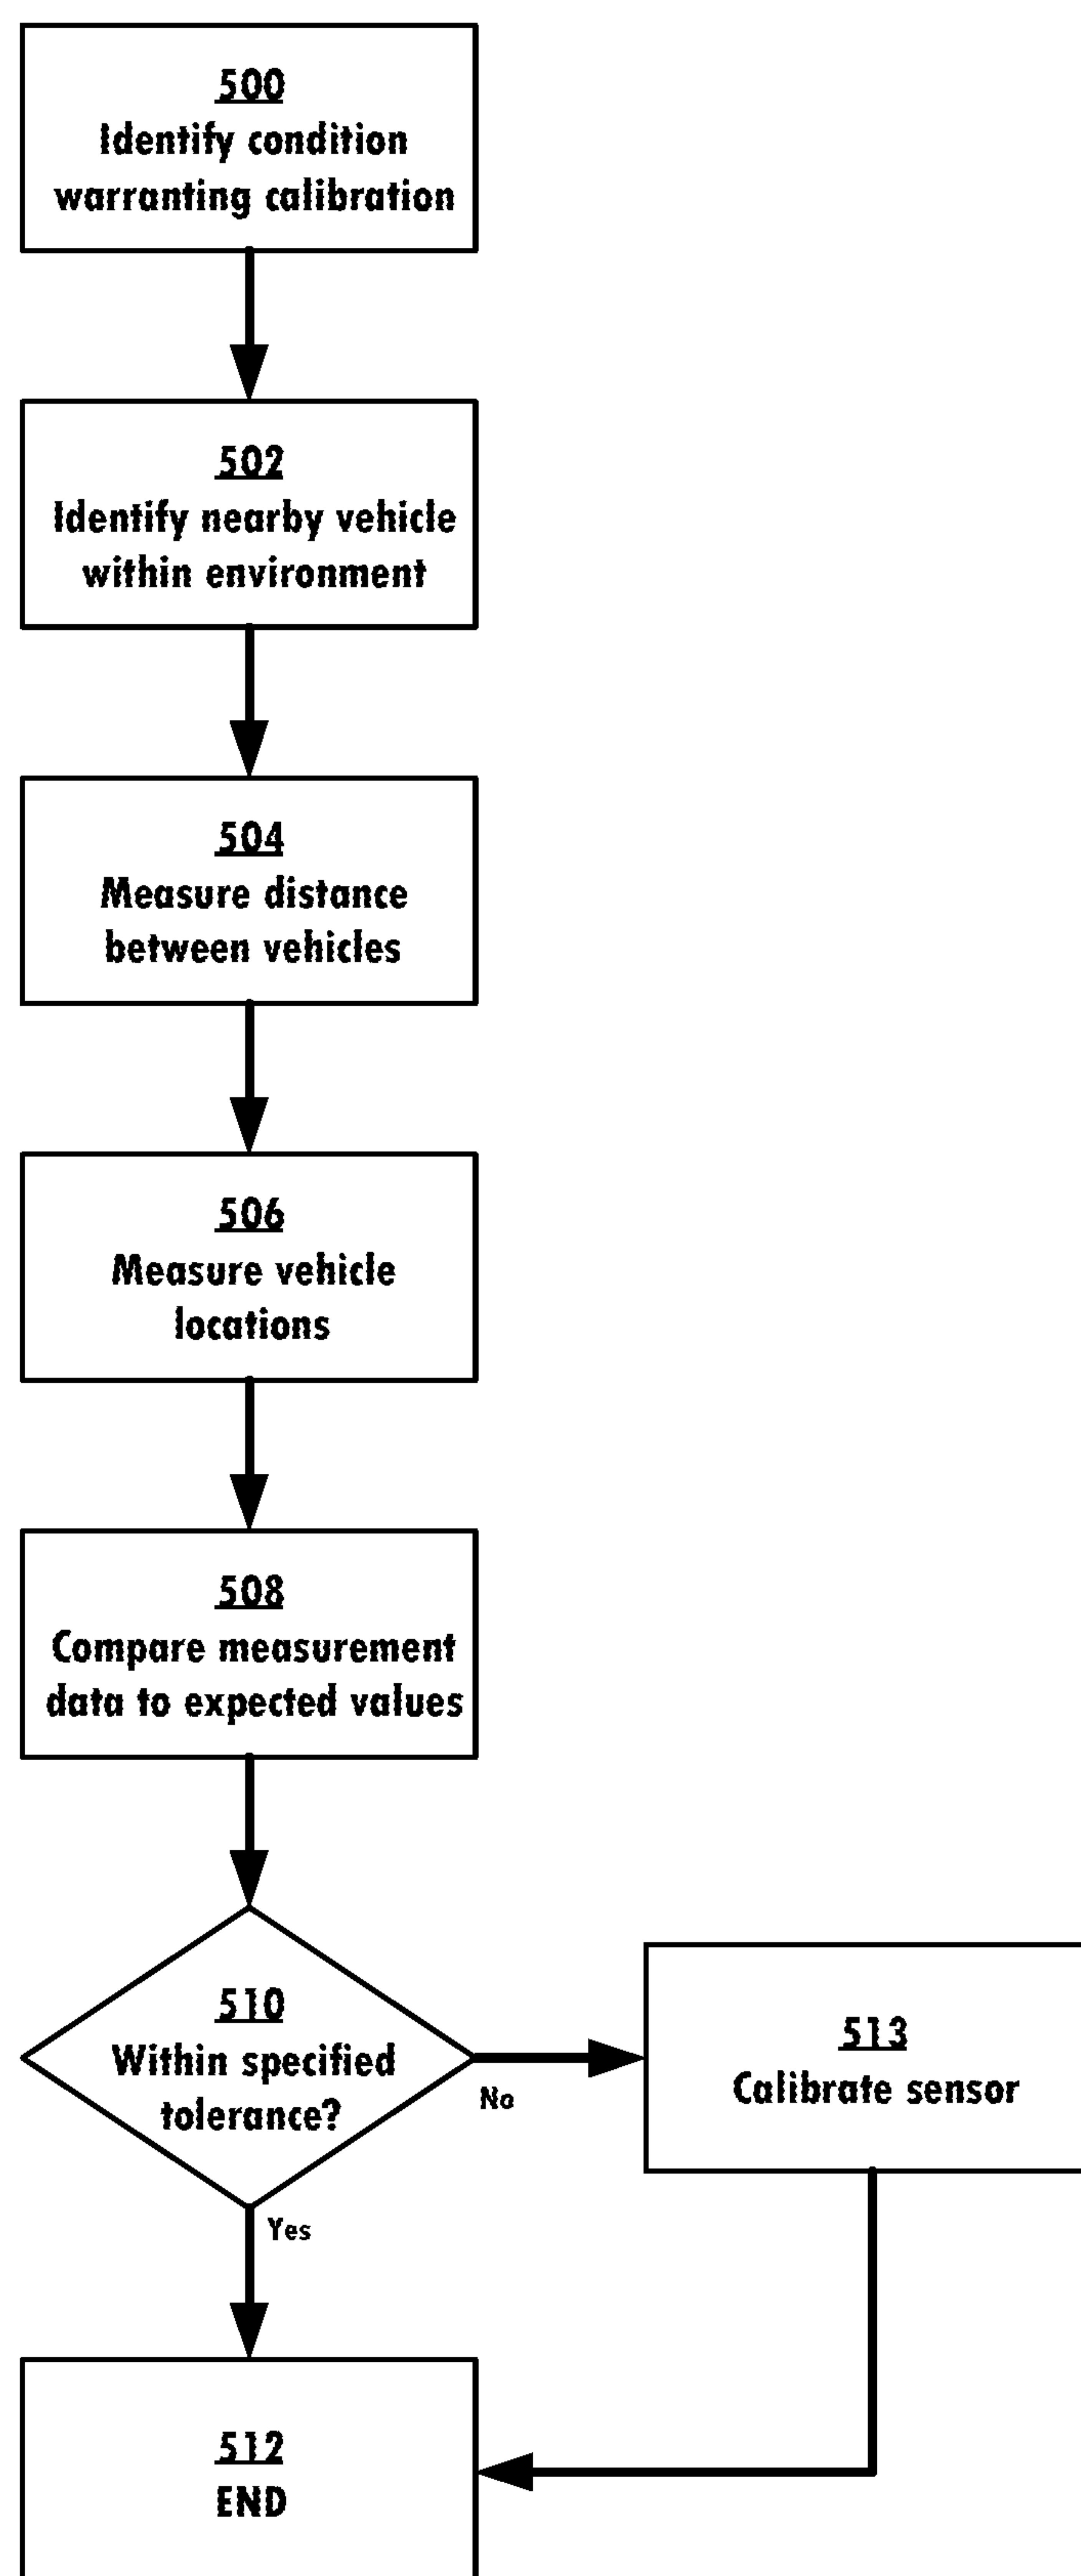 500
Identify condition
warranting calibration
502
Identify nearby vehicle
within environment
504
Measure distance
between vehicles
506
Measure vehicle
locations
508
Compare measurement
data to expected values
510
Within specified
tolerance?
No
513
Calibrate sensor
Yes
512
END